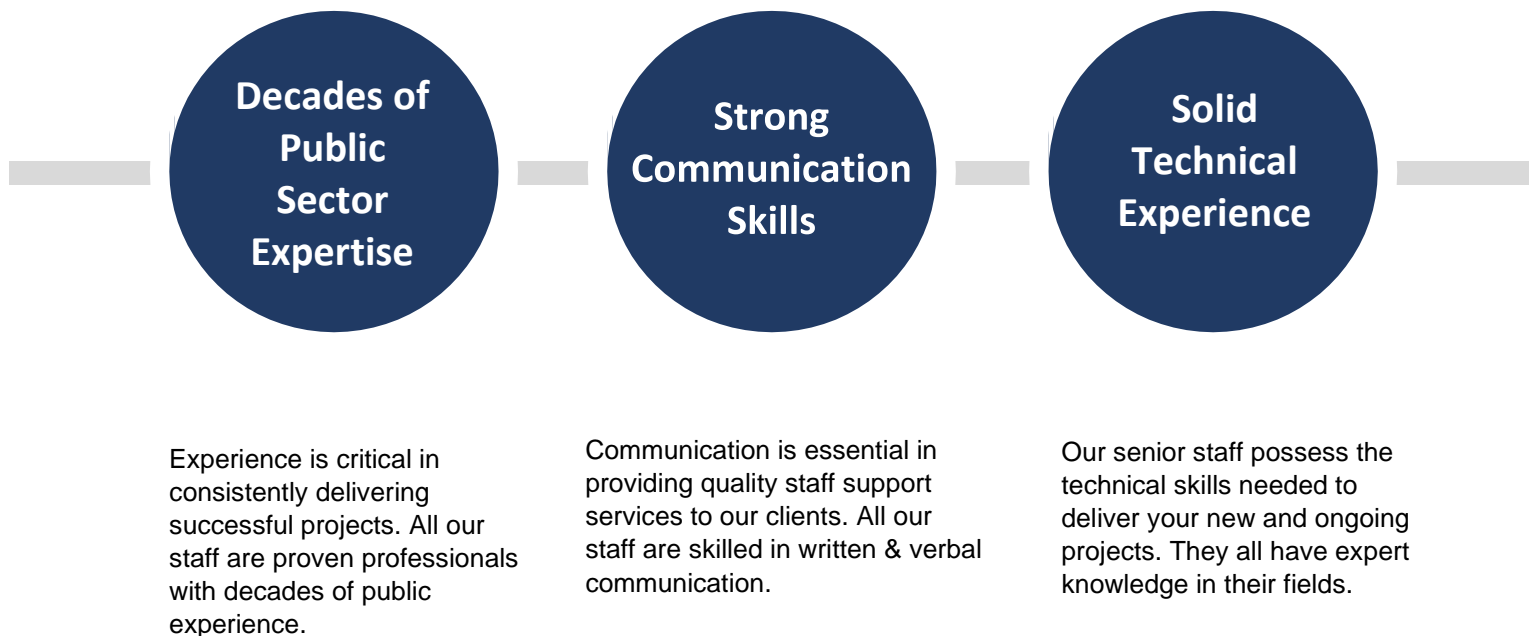 Decades of
Public
Sector
Expertise
Strong
Communication
Skills
Solid
Technical
Experience
Experience is critical in
consistently delivering
successful projects. All our
staff are proven professionals
with decades of public
experience.
Communication is essential in
providing quality staff support
services to our clients. All our
staff are skilled in written & verbal
communication.
Our senior staff possess the
technical skills needed to
deliver your new and ongoing
projects. They all have expert
knowledge in their fields.